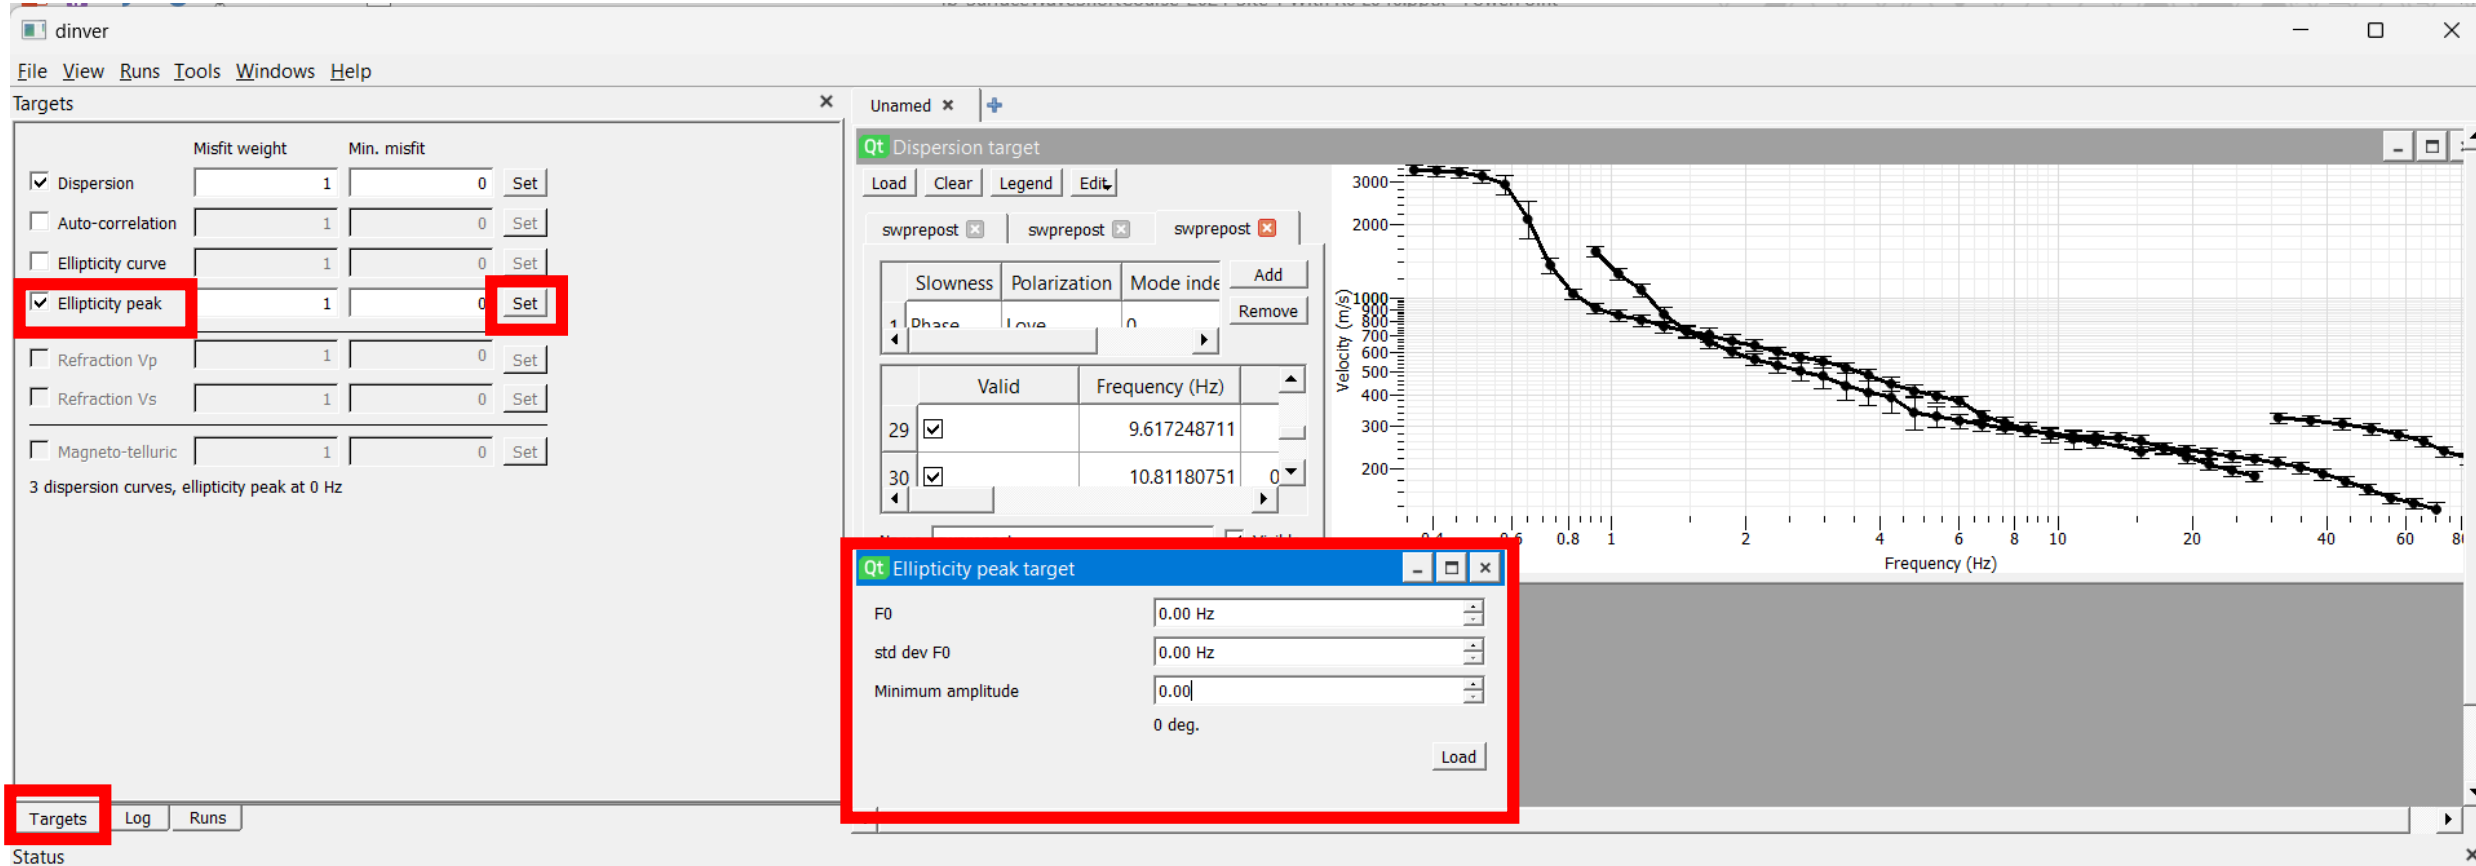 dinver
File View Runs Tools Windows Help
Targets
Misfit weight Min. misfit
Dispersion 1 0 Set
Auto-correlation 1 0 Set
Ellipticity curve 1 0 Set
Ellipticity peak 1 0 Set
Refraction Vp 1 0 Set
Refraction Vs 1 0 Set
Magneto-telluric 1 0 Set
3 dispersion curves, ellipticity peak at 0 Hz
Targets Log Runs
Status
Unamed
Qt Dispersion target
Load Clear Legend Edit
swprepost swprepost swprepost
Slowness Polarization Mode inde
1 Phase Love 0
Add
Remove
Valid Frequency (Hz)
29 9.617248711
30 10.81180751 0
3000
2000
1000
900
800
700
600
500
400
300
200
Velocity (m/s)
0.8 1 2 4 6 8 10 20 40 60
Frequency (Hz)
Qt Ellipticity peak target
F0 0.00 Hz
std dev F0 0.00 Hz
Minimum amplitude 0.00
0 deg.
Load